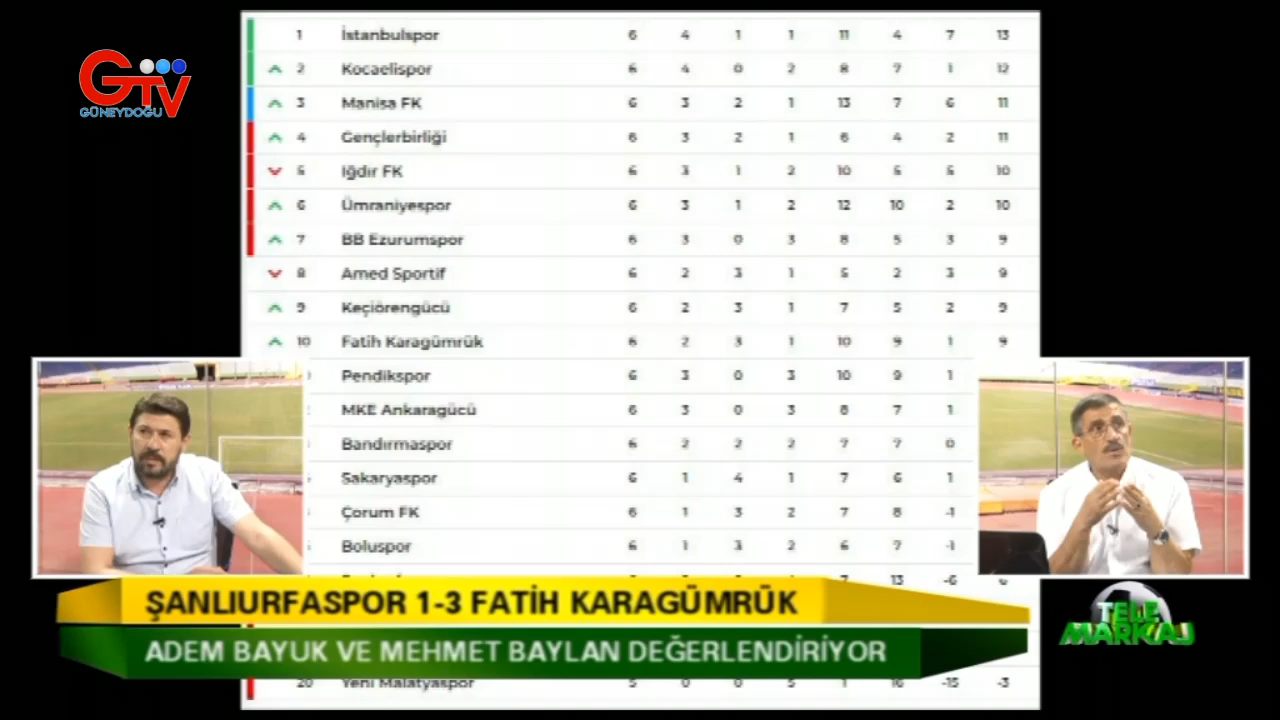 1 İstanbulspor 6 4 1 1 11 4 7 13
GTV
GÜNEYDOĞU
2 Kocaelispor 6 4 0 2 8 7 1 12
3 Manisa FK 6 3 2 1 13 7 6 11
4 Gençlerbirliği 6 3 2 1 6 4 2 11
5 Iğdır FK 6 3 1 2 10 5 5 10
6 Ümraniyespor 6 3 1 2 12 10 2 10
7 BB Ezurumspor 6 3 0 3 8 5 3 9
8 Amed Sportif 6 2 3 1 5 2 3 9
9 Keçiörengücü 6 2 3 1 7 5 2 9
10 Fatih Karagümrük 6 2 3 1 10 9 1 9
Pendikspor 6 3 0 3 10 9 1
MKE Ankaragücü 6 3 0 3 8 7 1
Bandırmaspor 6 2 2 2 7 7 0
Sakaryaspor 6 1 4 1 7 6 1
Çorum FK 6 1 3 2 7 8 -1
Boluspor 6 1 3 2 6 7 -1
7 13 -6 6
ŞANLIURFASPOR 1-3 FATİH KARAGÜMRÜK
ADEM BAYUK VE MEHMET BAYLAN DEĞERLENDİRİYOR
TELE
MARKAJ
20 Yeni Malatyaspor 5 0 0 5 1 16 -15 -3